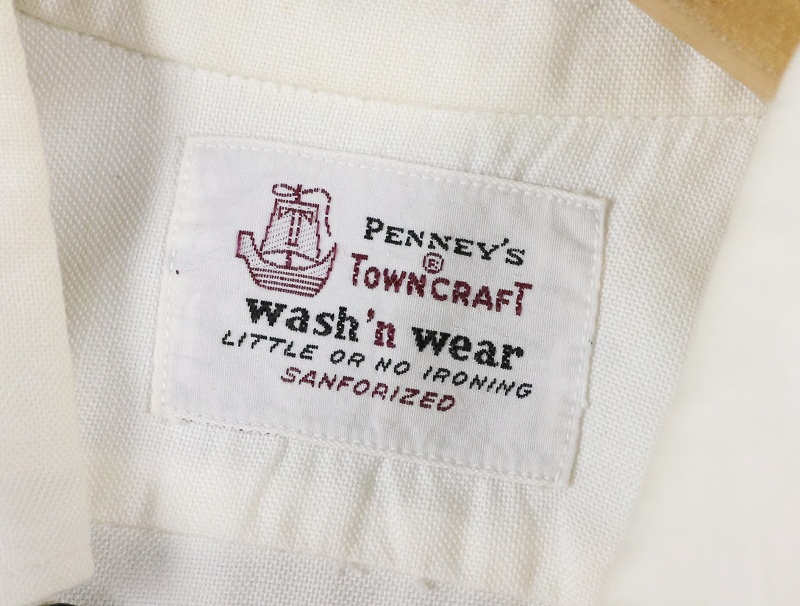 PENNEY'S
®
TOWNCRAFT
wash'n wear
LITTLE OR NO IRONING
SANFORIZED